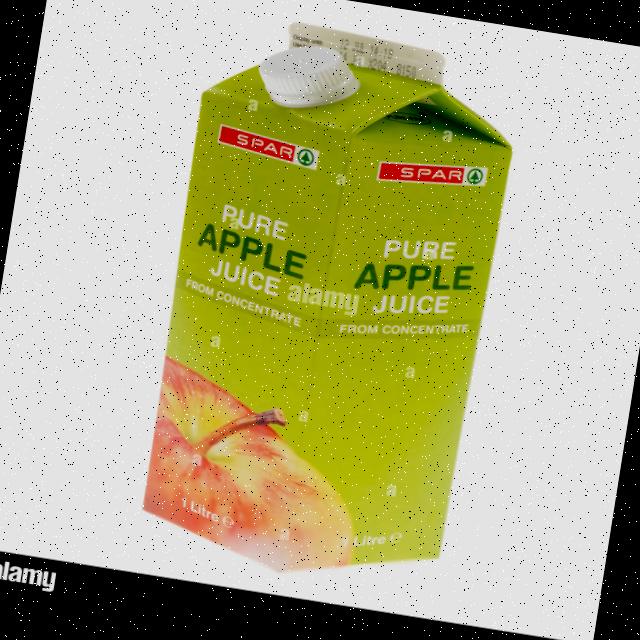 SPAR
PURE
APPLE
JUICE
FROM CONCENTRATE
1 Litre e
SPAR
PURE
APPLE
JUICE
FROM CONCENTRATE
1 Litre e
alamy
a
a
a
a
a
a
a
a
a
alamy